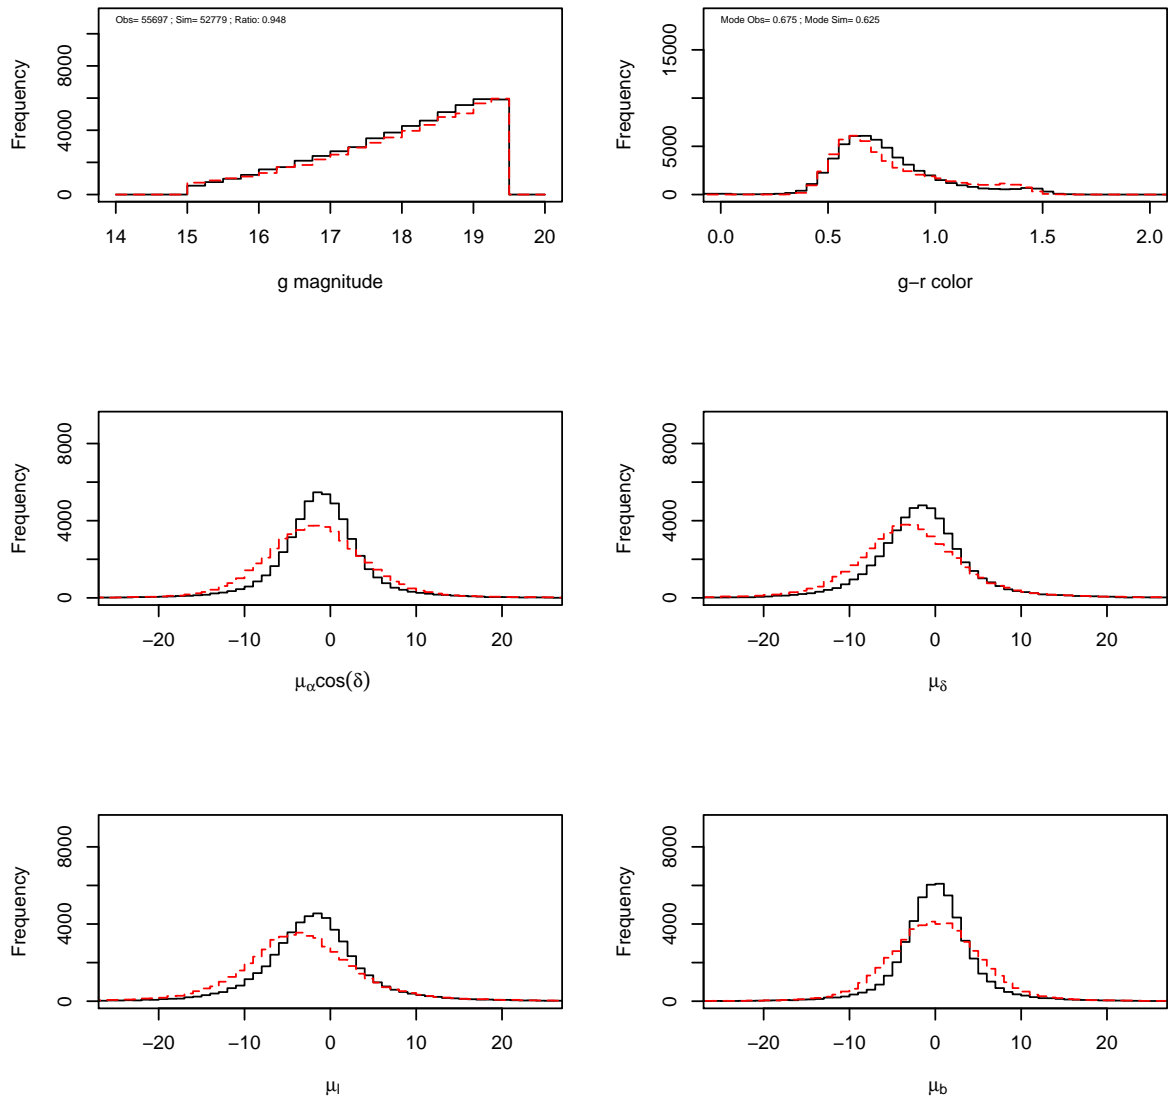 Obs= 55697 ; Sim= 52779 ; Ratio: 0.948
Frequency
0 4000 8000
14 15 16 17 18 19 20
g magnitude
Mode Obs= 0.675 ; Mode Sim= 0.625
Frequency
0 5000 15000
0.0 0.5 1.0 1.5 2.0
g−r color
Frequency
0 4000 8000
−20 −10 0 10 20
μαcos(δ)
Frequency
0 4000 8000
−20 −10 0 10 20
μδ
Frequency
0 4000 8000
−20 −10 0 10 20
μl
Frequency
0 4000 8000
−20 −10 0 10 20
μb